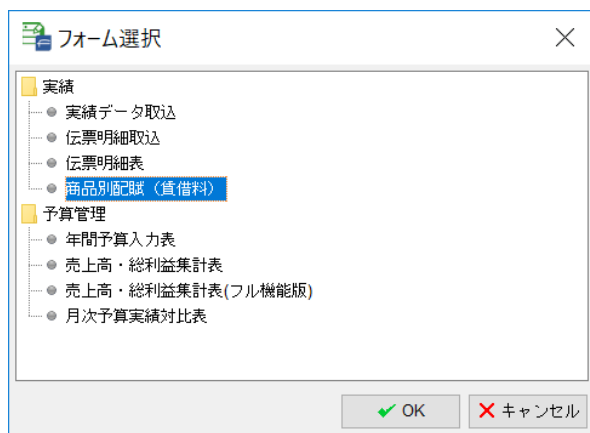 フォーム選択
実績
実績データ取込
伝票明細取込
伝票明細表
商品別配賦（賃借料）
予算管理
年間予算入力表
売上高・総利益集計表
売上高・総利益集計表(フル機能版)
月次予算実績対比表
OK
キャンセル